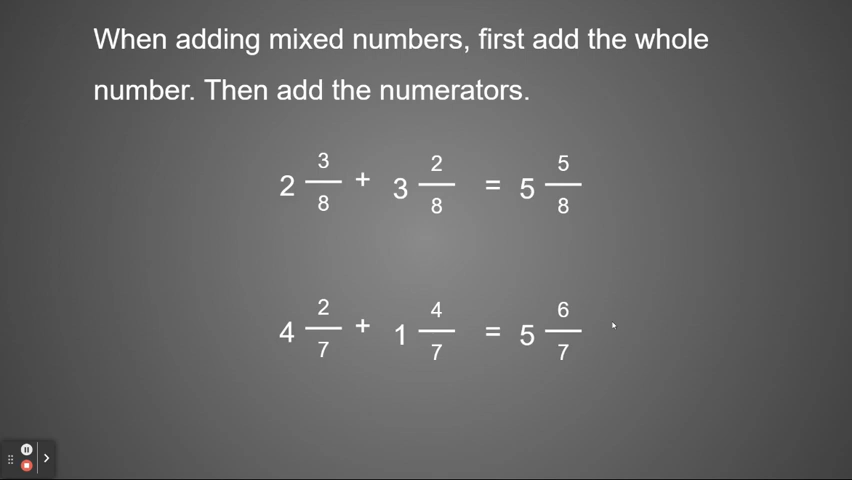 When adding mixed numbers, first add the whole
number. Then add the numerators.
2 3/8 + 3 2/8 = 5 5/8
4 2/7 + 1 4/7 = 5 6/7